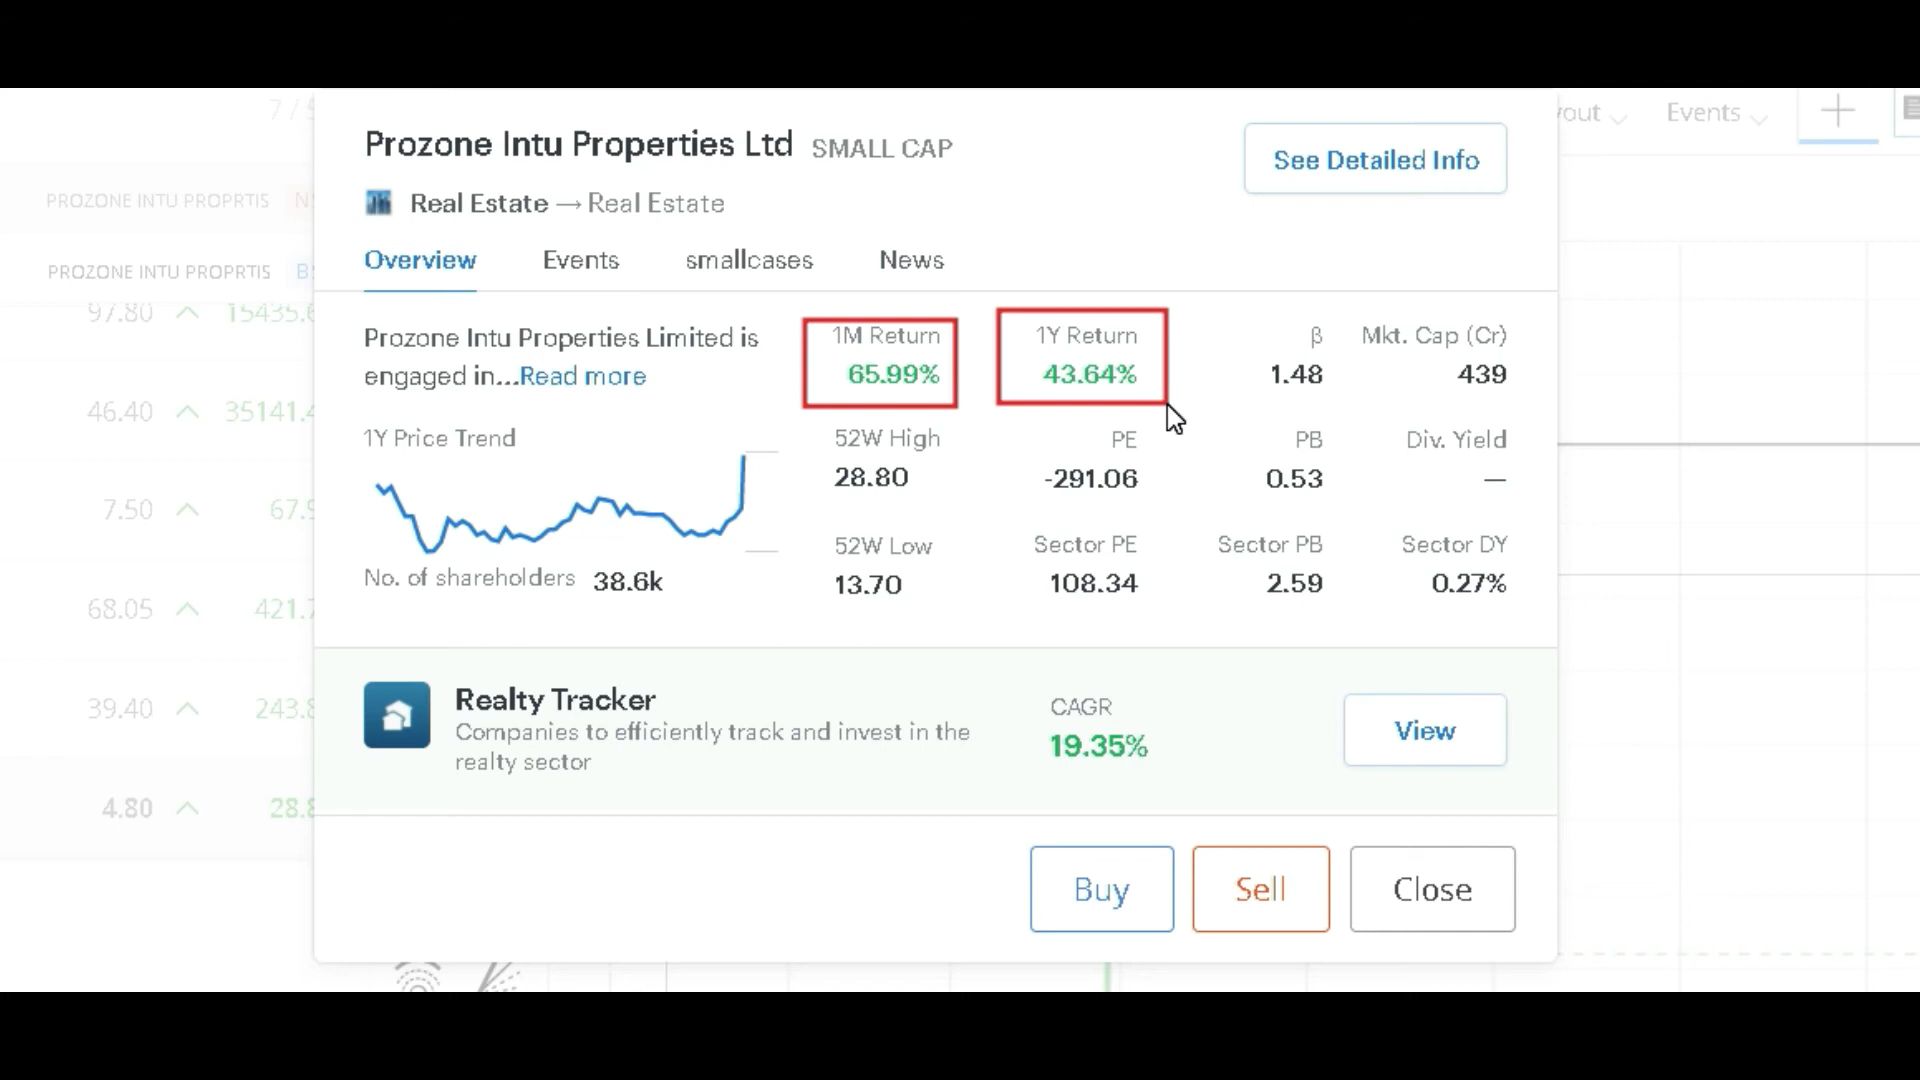 7 / 5
yout
Events
Prozone Intu Properties Ltd SMALL CAP
See Detailed Info
PROZONE INTU PROPRTIS
Real Estate → Real Estate
Overview Events smallcases News
PROZONE INTU PROPRTIS
97.80
Prozone Intu Properties Limited is
engaged in...Read more
1M Return 1Y Return β Mkt. Cap (Cr)
65.99% 43.64% 1.48 439
46.40
1Y Price Trend
52W High PE PB Div. Yield
28.80 -291.06 0.53 —
7.50
52W Low Sector PE Sector PB Sector DY
13.70 108.34 2.59 0.27%
No. of shareholders 38.6k
68.05
39.40
Realty Tracker
Companies to efficiently track and invest in the
realty sector
CAGR
19.35%
View
4.80
Buy Sell Close